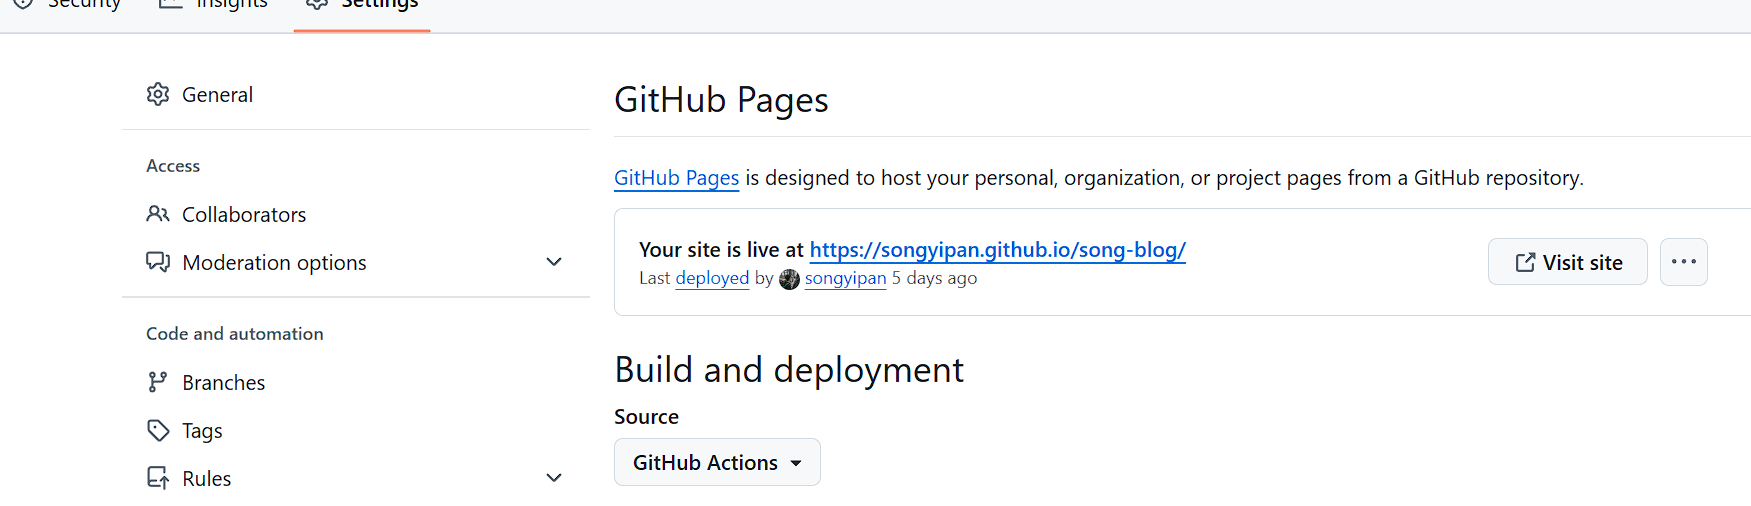 Security Insights Settings
General
Access
Collaborators
Moderation options
Code and automation
Branches
Tags
Rules
GitHub Pages
GitHub Pages is designed to host your personal, organization, or project pages from a GitHub repository.
Your site is live at https://songyipan.github.io/song-blog/
Last deployed by songyipan 5 days ago
Visit site
Build and deployment
Source
GitHub Actions